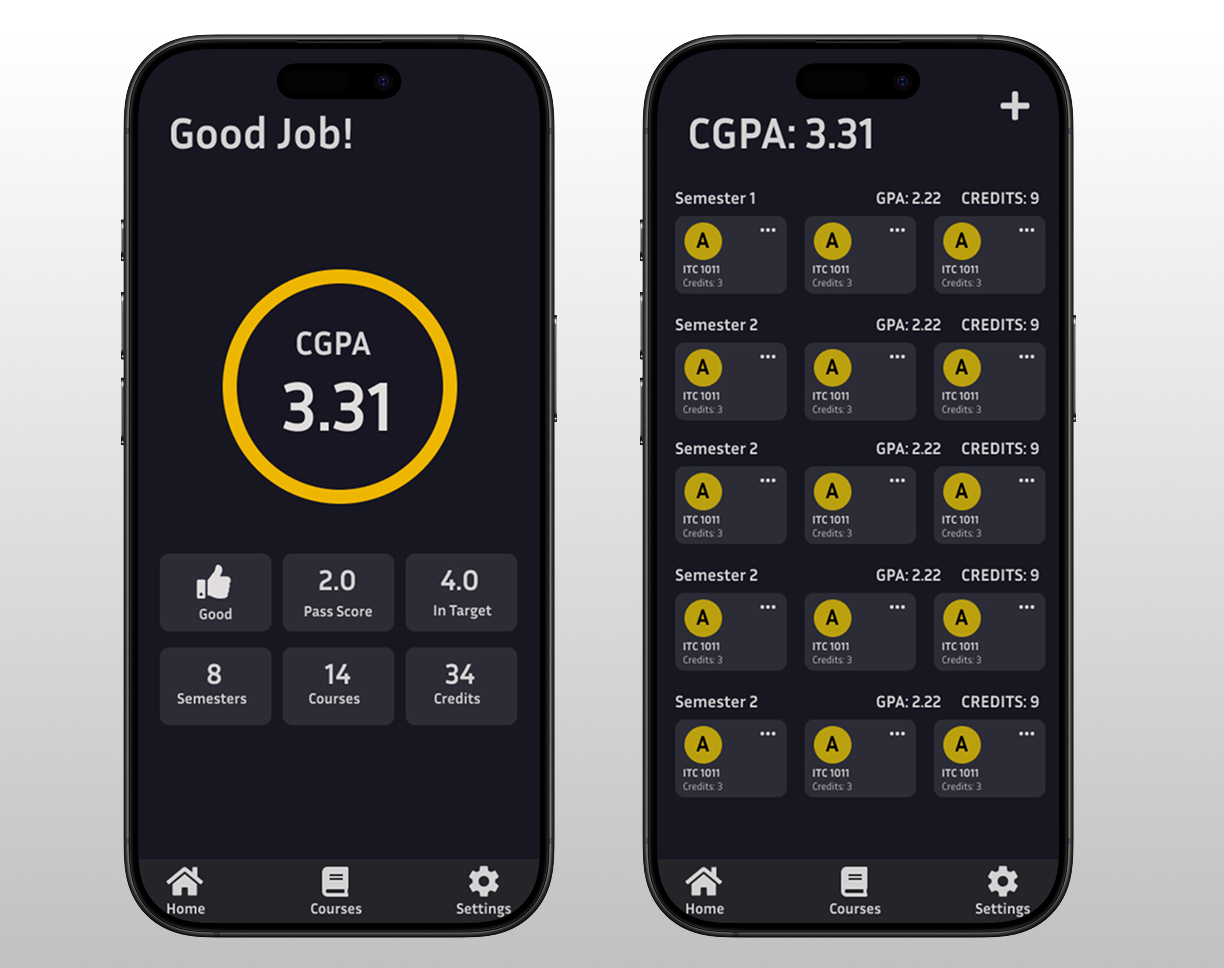 Good Job!
CGPA
3.31
Good
2.0
Pass Score
4.0
In Target
8
Semesters
14
Courses
34
Credits
Home
Courses
Settings
CGPA: 3.31
Semester 1 GPA: 2.22 CREDITS: 9
A A A
ITC 1011 ITC 1011 ITC 1011
Credits: 3 Credits: 3 Credits: 3
Semester 2 GPA: 2.22 CREDITS: 9
A A A
ITC 1011 ITC 1011 ITC 1011
Credits: 3 Credits: 3 Credits: 3
Semester 2 GPA: 2.22 CREDITS: 9
A A A
ITC 1011 ITC 1011 ITC 1011
Credits: 3 Credits: 3 Credits: 3
Semester 2 GPA: 2.22 CREDITS: 9
A A A
ITC 1011 ITC 1011 ITC 1011
Credits: 3 Credits: 3 Credits: 3
Semester 2 GPA: 2.22 CREDITS: 9
A A A
ITC 1011 ITC 1011 ITC 1011
Credits: 3 Credits: 3 Credits: 3
Home
Courses
Settings